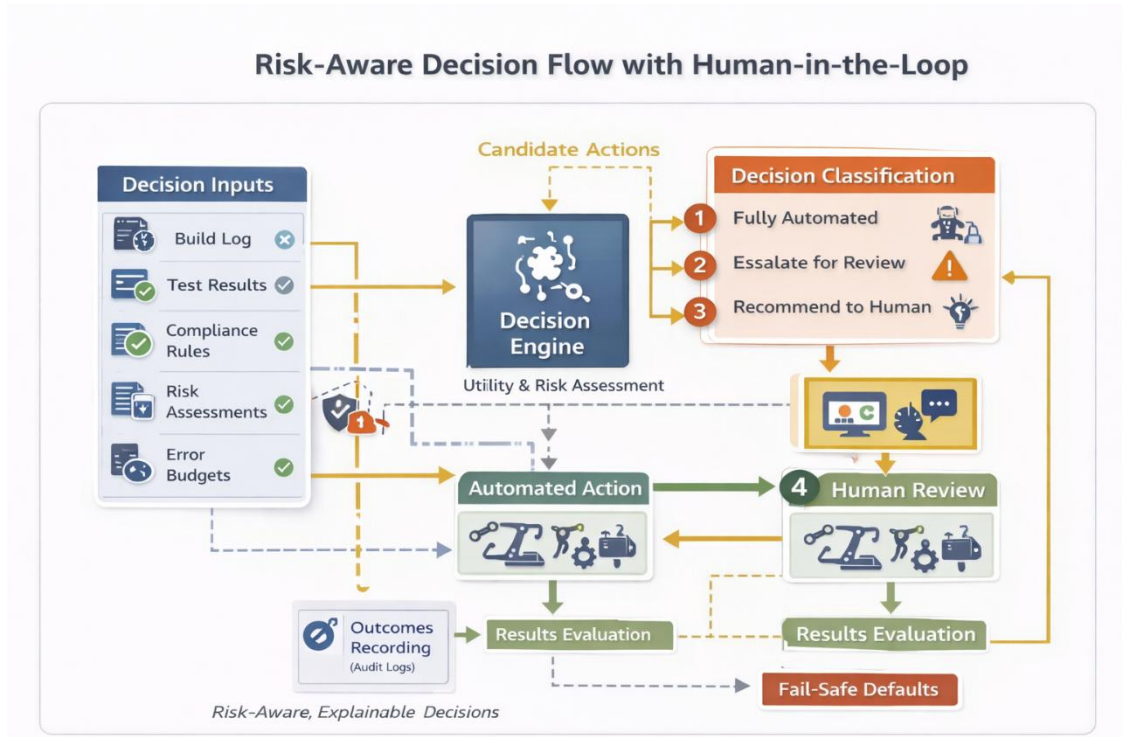 Risk-Aware Decision Flow with Human-in-the-Loop
Candidate Actions
Decision Inputs
Build Log
Test Results
Compliance
Rules
Risk
Assessments
Error
Budgets
Decision
Engine
Utility & Risk Assessment
Decision Classification
1 Fully Automated
2 Essalate for Review
3 Recommend to Human
1
Automated Action
4 Human Review
2
2
Outcomes
Recording
(Audit Logs)
Results Evaluation
Results Evaluation
Fail-Safe Defaults
Risk-Aware, Explainable Decisions